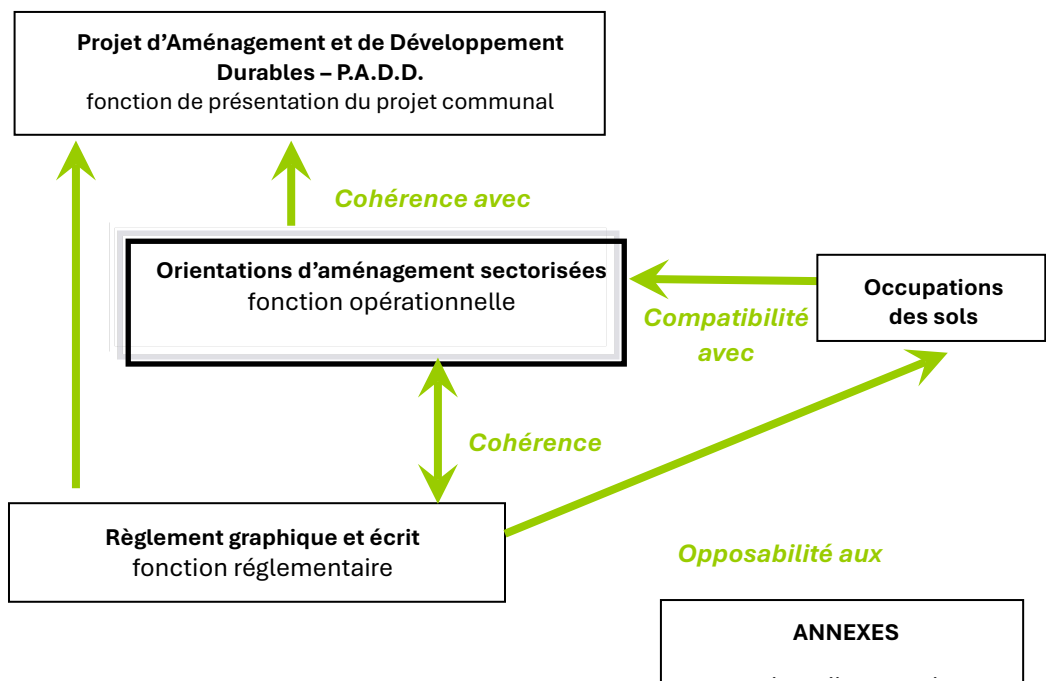 Projet d’Aménagement et de Développement
Durables – P.A.D.D.
fonction de présentation du projet communal
Cohérence avec
Orientations d’aménagement sectorisées
fonction opérationnelle
Occupations
des sols
Compatibilité
avec
Cohérence
Règlement graphique et écrit
fonction réglementaire
Opposabilité aux
ANNEXES